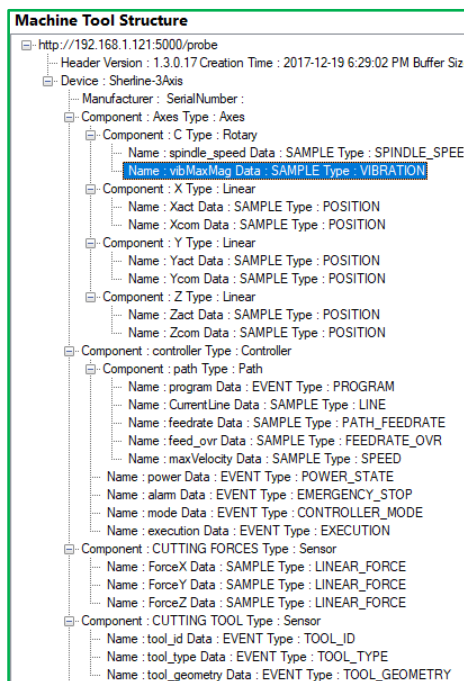 Machine Tool Structure
http://192.168.1.121:5000/probe
Header Version : 1.3.0.17 Creation Time : 2017-12-19 6:29:02 PM Buffer Siz
Device : Sherline-3Axis
Manufacturer : SerialNumber :
Component : Axes Type : Axes
Component : C Type : Rotary
Name : spindle_speed Data : SAMPLE Type : SPINDLE_SPEE
Name : vibMaxMag Data : SAMPLE Type : VIBRATION
Component : X Type : Linear
Name : Xact Data : SAMPLE Type : POSITION
Name : Xcom Data : SAMPLE Type : POSITION
Component : Y Type : Linear
Name : Yact Data : SAMPLE Type : POSITION
Name : Ycom Data : SAMPLE Type : POSITION
Component : Z Type : Linear
Name : Zact Data : SAMPLE Type : POSITION
Name : Zcom Data : SAMPLE Type : POSITION
Component : controller Type : Controller
Component : path Type : Path
Name : program Data : EVENT Type : PROGRAM
Name : CurrentLine Data : SAMPLE Type : LINE
Name : feedrate Data : SAMPLE Type : PATH_FEEDRATE
Name : feed_ovr Data : SAMPLE Type : FEEDRATE_OVR
Name : maxVelocity Data : SAMPLE Type : SPEED
Name : power Data : EVENT Type : POWER_STATE
Name : alarm Data : EVENT Type : EMERGENCY_STOP
Name : mode Data : EVENT Type : CONTROLLER_MODE
Name : execution Data : EVENT Type : EXECUTION
Component : CUTTING FORCES Type : Sensor
Name : ForceX Data : SAMPLE Type : LINEAR_FORCE
Name : ForceY Data : SAMPLE Type : LINEAR_FORCE
Name : ForceZ Data : SAMPLE Type : LINEAR_FORCE
Component : CUTTING TOOL Type : Sensor
Name : tool_id Data : EVENT Type : TOOL_ID
Name : tool_type Data : EVENT Type : TOOL_TYPE
Name : tool_geometry Data : EVENT Type : TOOL_GEOMETRY